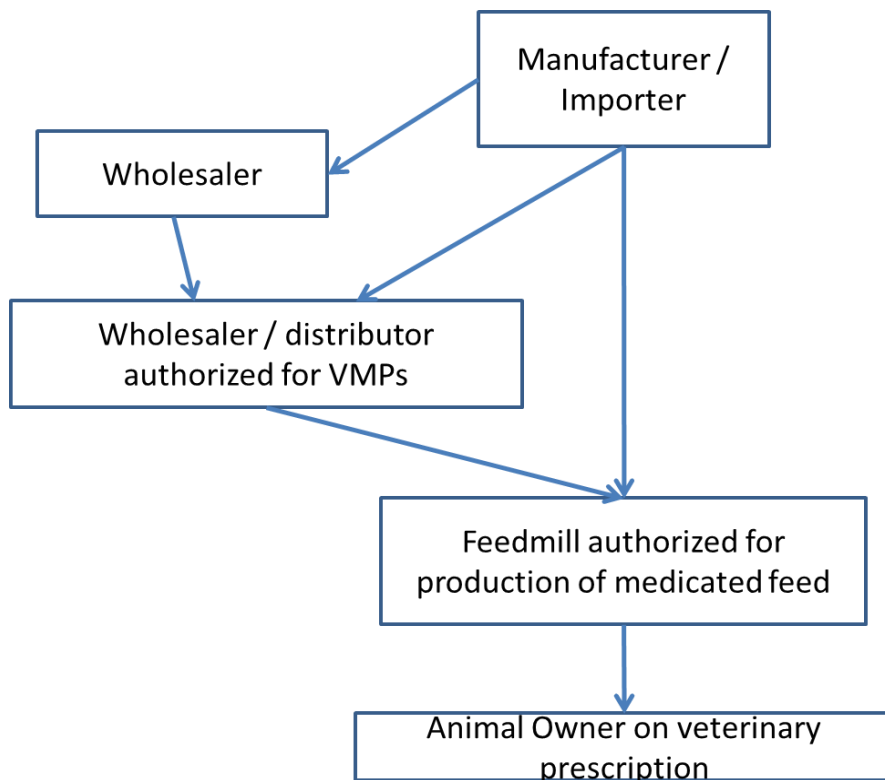 Manufacturer /
Importer
Wholesaler
Wholesaler / distributor
authorized for VMPs
Feedmill authorized for
production of medicated feed
Animal Owner on veterinary
prescription